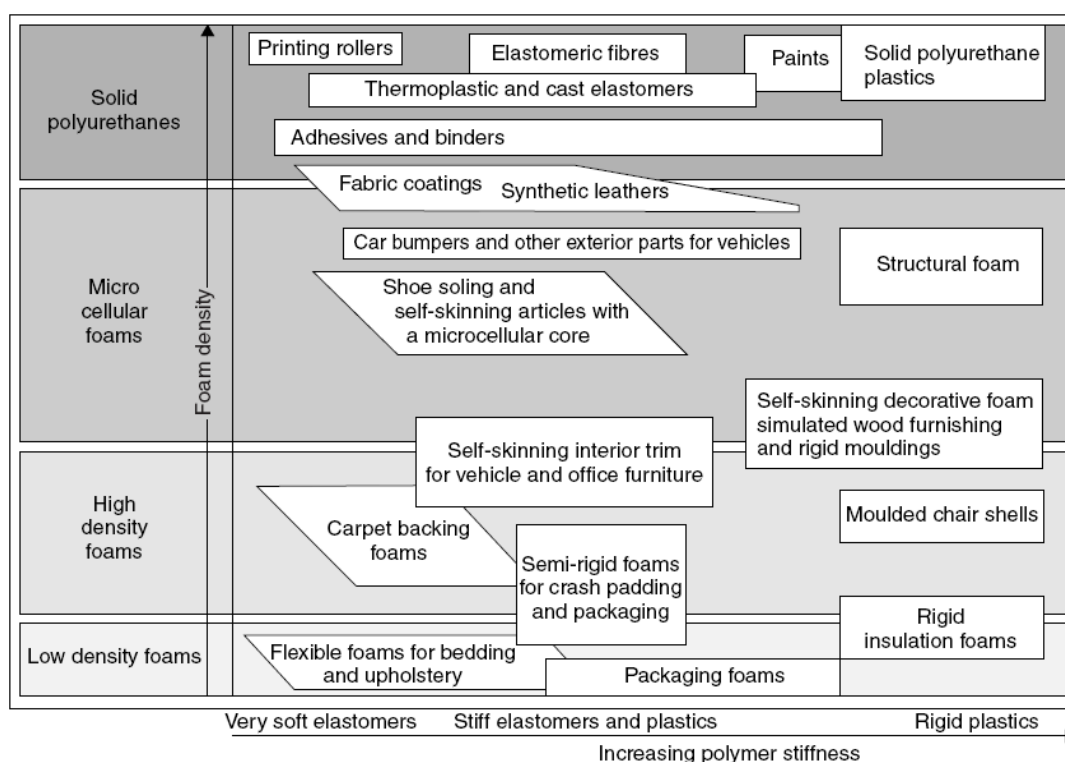 Printing rollers
Elastomeric fibres
Paints
Solid polyurethane
plastics
Solid
polyurethanes
Thermoplastic and cast elastomers
Adhesives and binders
Fabric coatings
Synthetic leathers
Car bumpers and other exterior parts for vehicles
Structural foam
Micro
cellular
foams
Shoe soling and
self-skinning articles with
a microcellular core
Foam density
Self-skinning decorative foam
simulated wood furnishing
and rigid mouldings
Self-skinning interior trim
for vehicle and office furniture
High
density
foams
Carpet backing
foams
Moulded chair shells
Semi-rigid foams
for crash padding
and packaging
Rigid
insulation foams
Low density foams
Flexible foams for bedding
and upholstery
Packaging foams
Very soft elastomers
Stiff elastomers and plastics
Rigid plastics
Increasing polymer stiffness